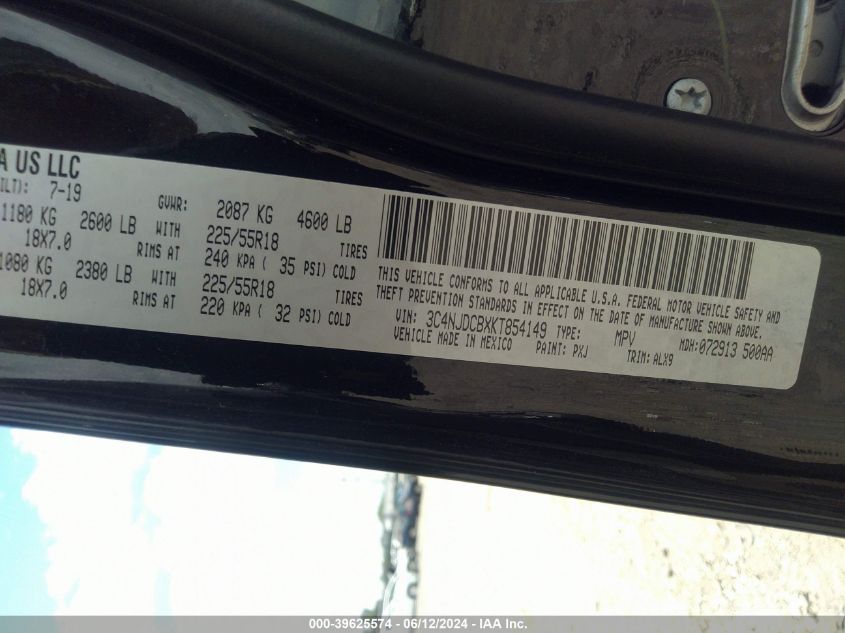 A US LLC
ILT): 7-19
GVWR: 2087 KG 4600 LB
1180 KG 2600 LB WITH 225/55R18 TIRES
18X7.0 RIMS AT 240 KPA ( 35 PSI) COLD
1080 KG 2380 LB WITH 225/55R18 TIRES
18X7.0 RIMS AT 220 KPA ( 32 PSI) COLD
THIS VEHICLE CONFORMS TO ALL APPLICABLE U.S.A. FEDERAL MOTOR VEHICLE SAFETY AND
THEFT PREVENTION STANDARDS IN EFFECT ON THE DATE OF MANUFACTURE SHOWN ABOVE.
VIN: 3C4NJDCBXKT854149 TYPE: MPV MDH:072913 500AA
VEHICLE MADE IN MEXICO PAINT: PXJ TRIM: ALX9
000-39625574 - 06/12/2024 - IAA Inc.